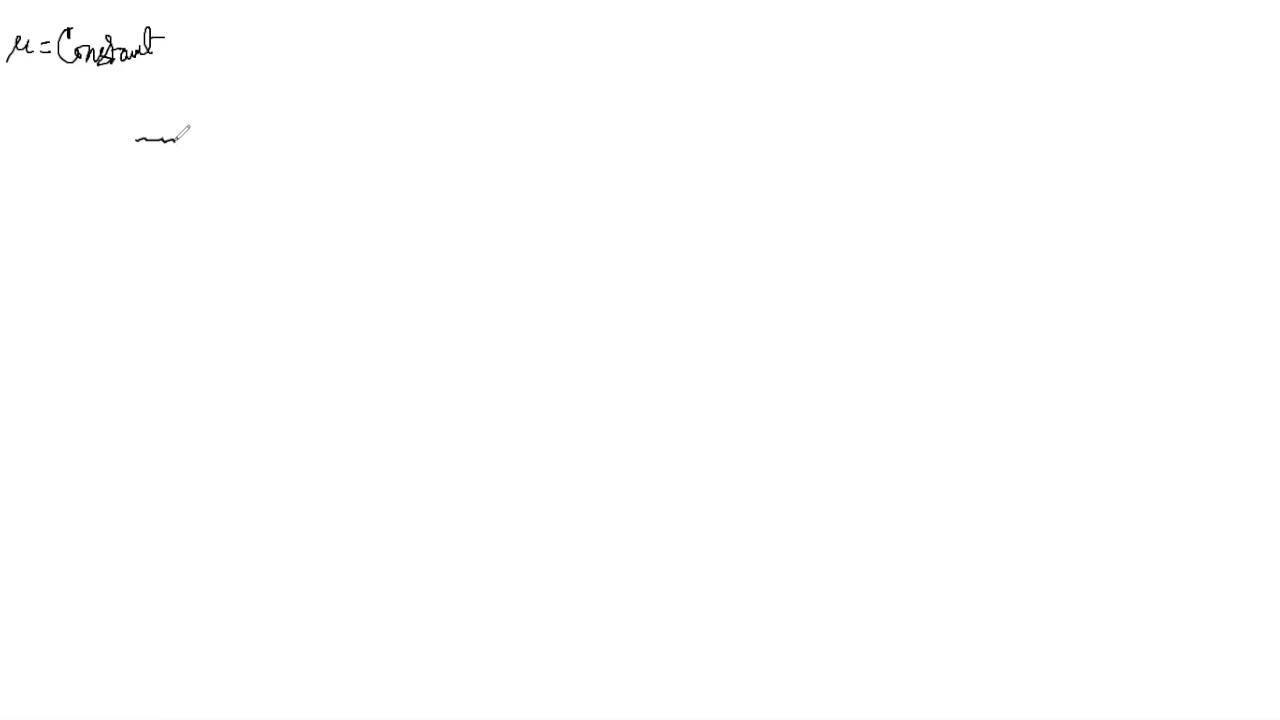 μ = Constant